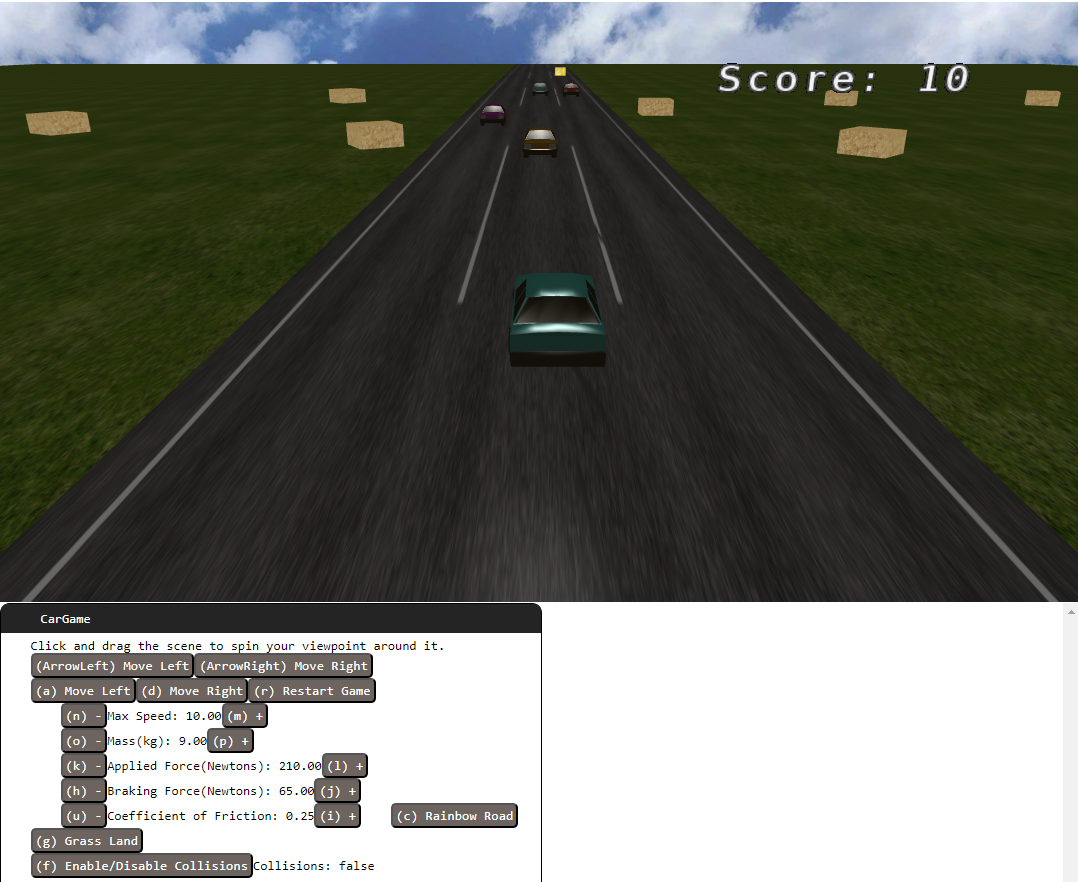 Score: 10
CarGame
Click and drag the scene to spin your viewpoint around it.
(ArrowLeft) Move Left (ArrowRight) Move Right
(a) Move Left (d) Move Right (r) Restart Game
(n) - Max Speed: 10.00 (m) +
(o) - Mass(kg): 9.00 (p) +
(k) - Applied Force(Newtons): 210.00 (l) +
(h) - Braking Force(Newtons): 65.00 (j) +
(u) - Coefficient of Friction: 0.25 (i) + (c) Rainbow Road
(g) Grass Land
(f) Enable/Disable Collisions Collisions: false